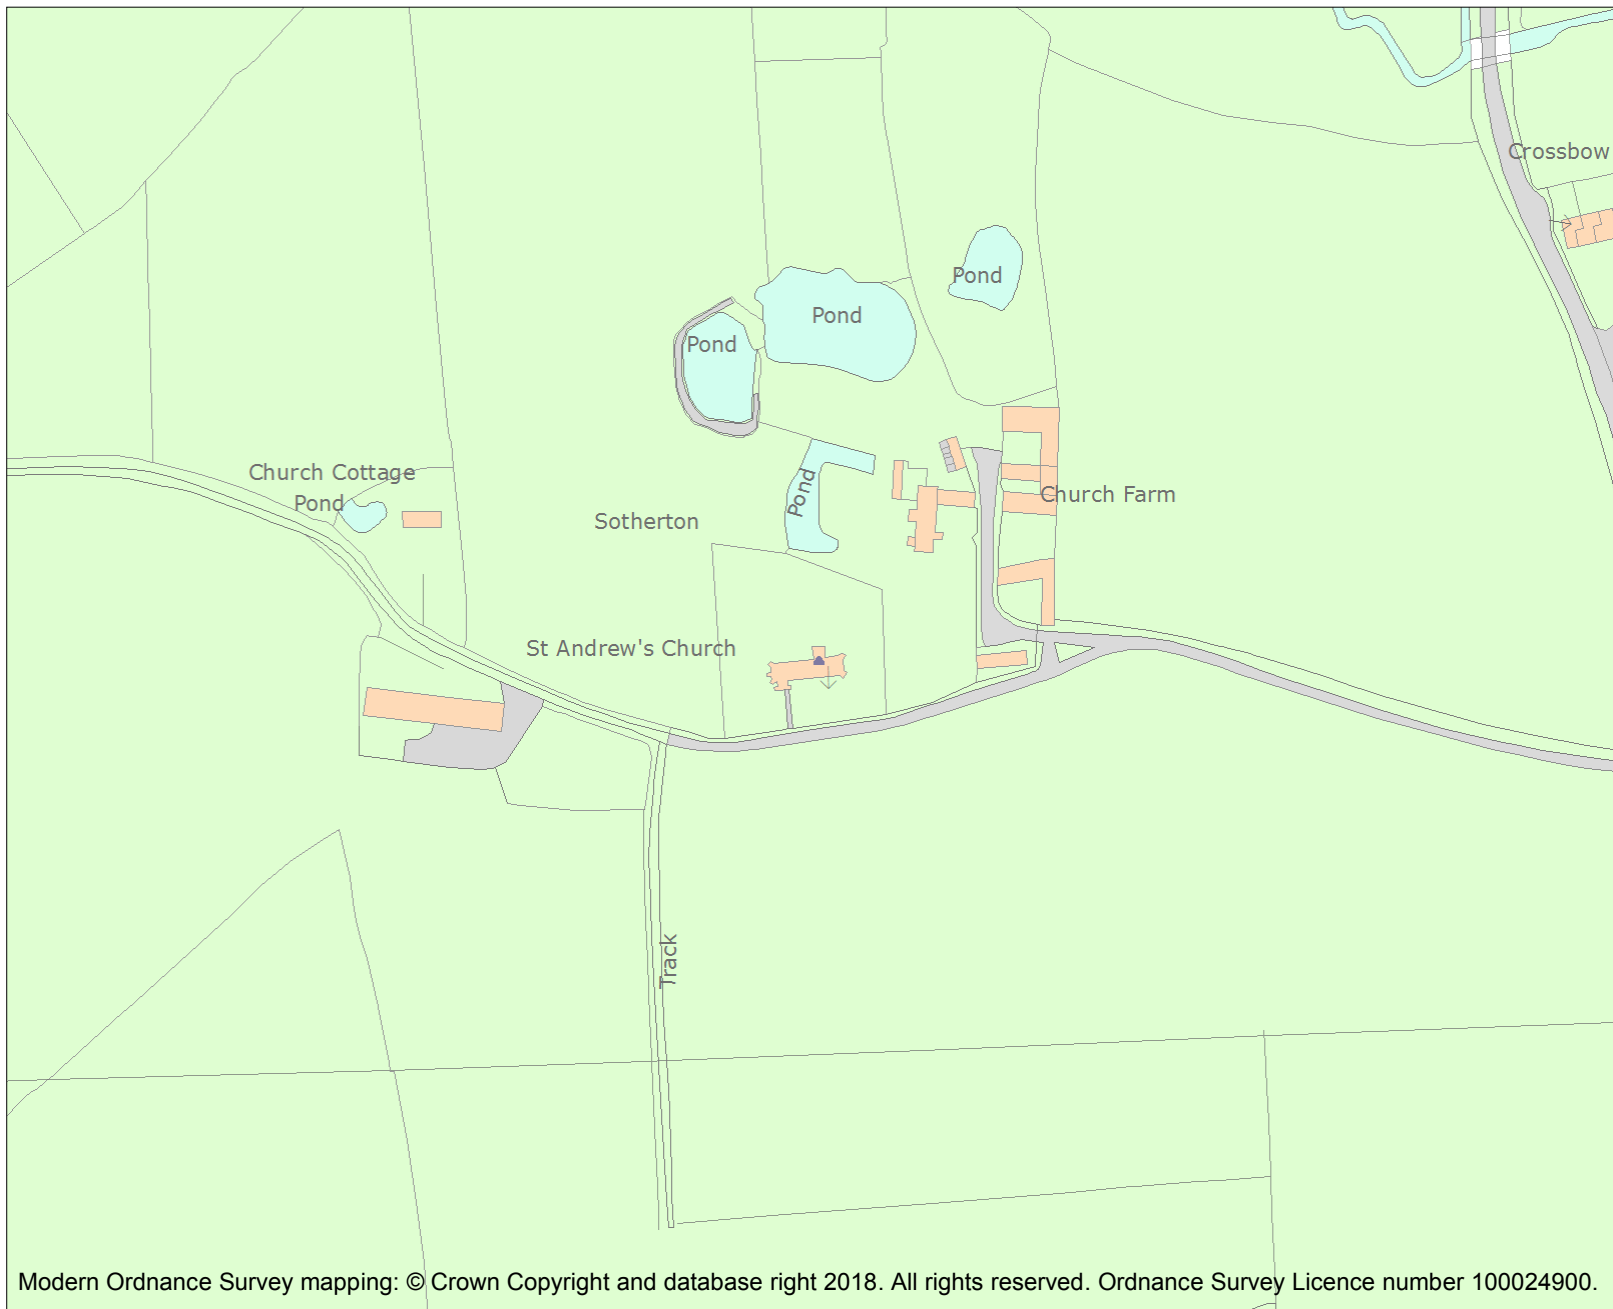 Crossbow
Pond
Pond
Pond
Church Cottage
Pond
Pond
Church Farm
Sotherton
St Andrew's Church
Track
Modern Ordnance Survey mapping: © Crown Copyright and database right 2018. All rights reserved. Ordnance Survey Licence number 100024900.